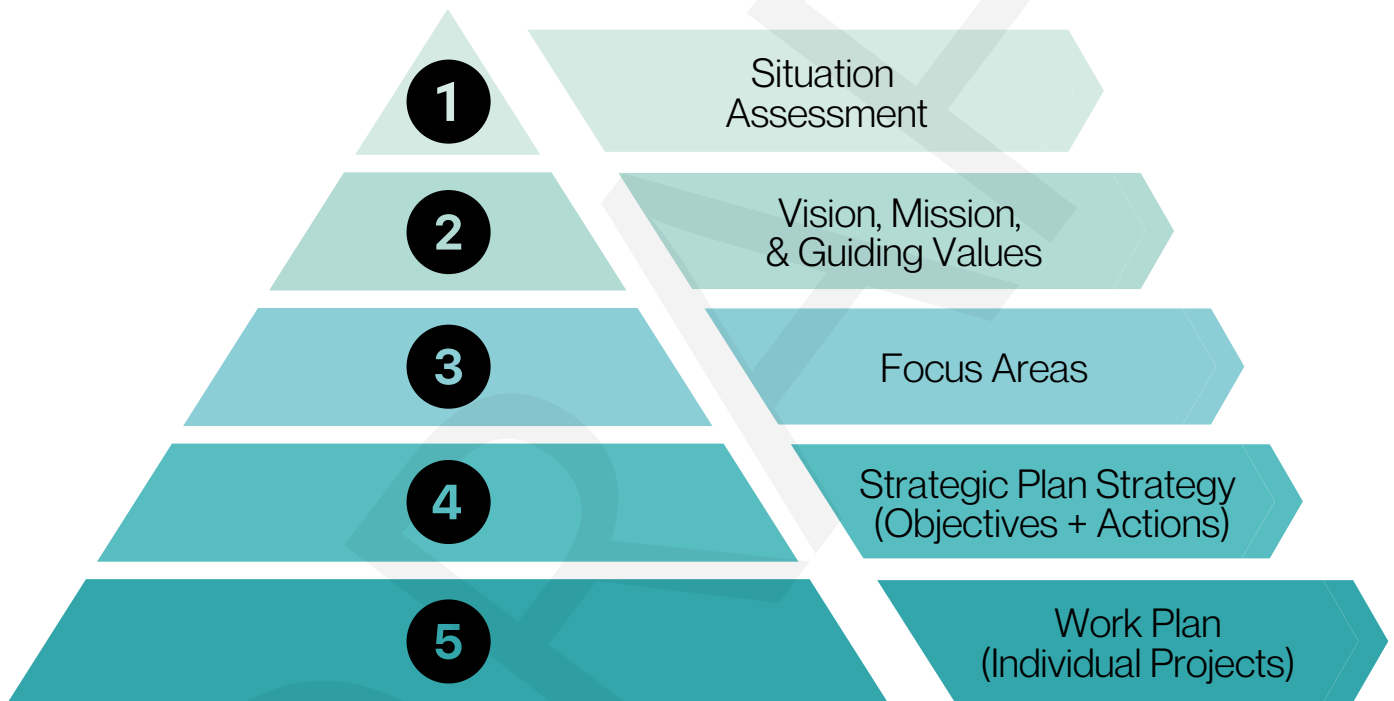 1
Situation
Assessment
2
Vision, Mission,
& Guiding Values
3
Focus Areas
4
Strategic Plan Strategy
(Objectives + Actions)
5
Work Plan
(Individual Projects)